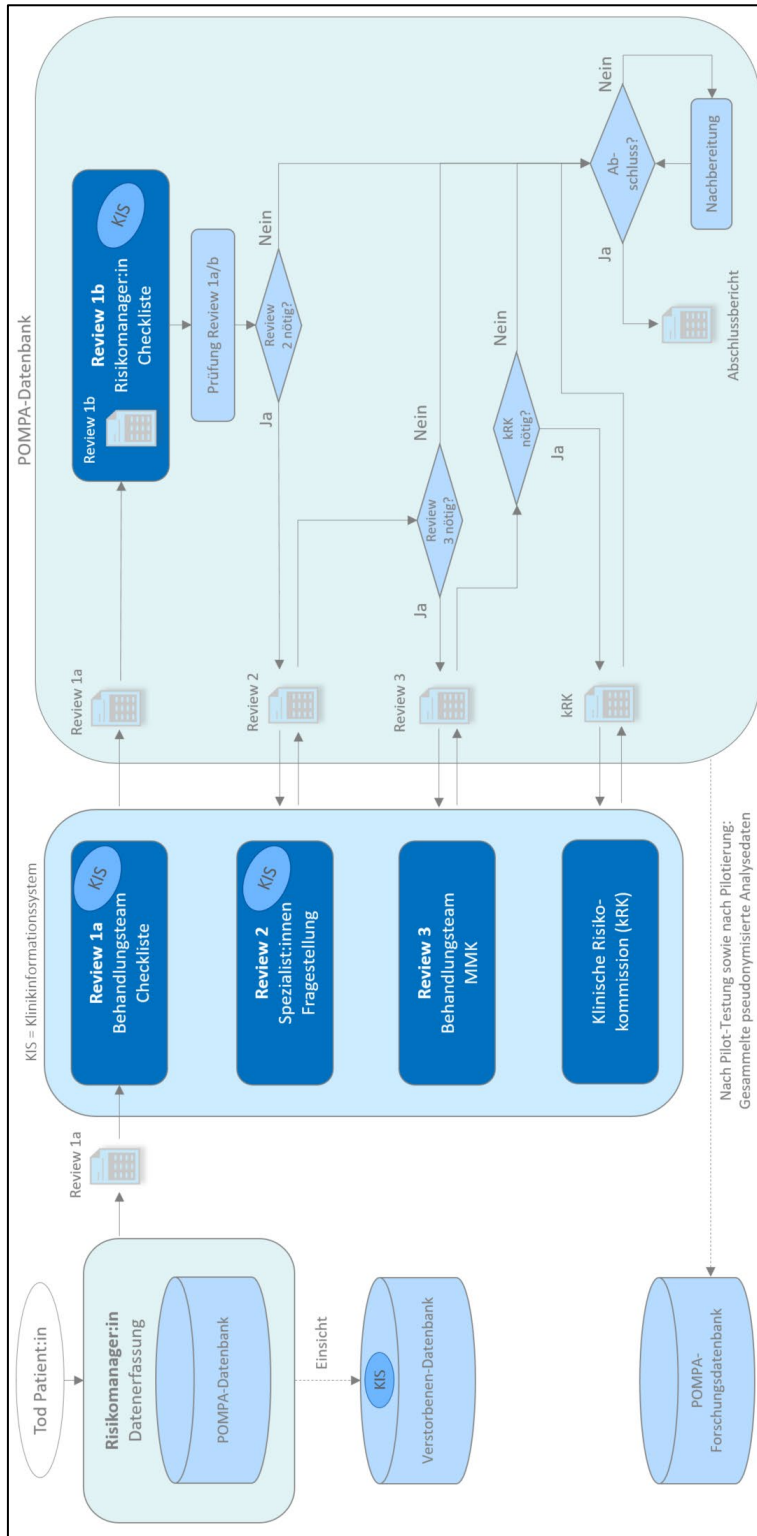 Tod Patient:in
Risikomanager:in
Datenerfassung
POMPA-Datenbank
Einsicht
KIS
Verstorbenen-Datenbank
POMPA-
Forschungsdatenbank
Review 1a
KIS = Klinikinformationssystem
Review 1a
Behandlungsteam
Checkliste
KIS
Review 2
Spezialist:innen
Fragestellung
KIS
Review 3
Behandlungsteam
MMK
Klinische Risiko-
kommission (kRK)
Nach Pilot-Testung sowie nach Pilotierung:
Gesammelte pseudonymisierte Analysedaten
POMPA-Datenbank
Review 1a
Review 2
Review 3
kRK
Review 1b
Review 1b
Risikomanager:in
Checkliste
KIS
Prüfung Review 1a/b
Review
2 nötig?
Ja
Nein
Review
3 nötig?
Ja
Nein
kRK
nötig?
Ja
Nein
Ab-
schluss?
Ja
Nein
Nachbereitung
Abschlussbericht